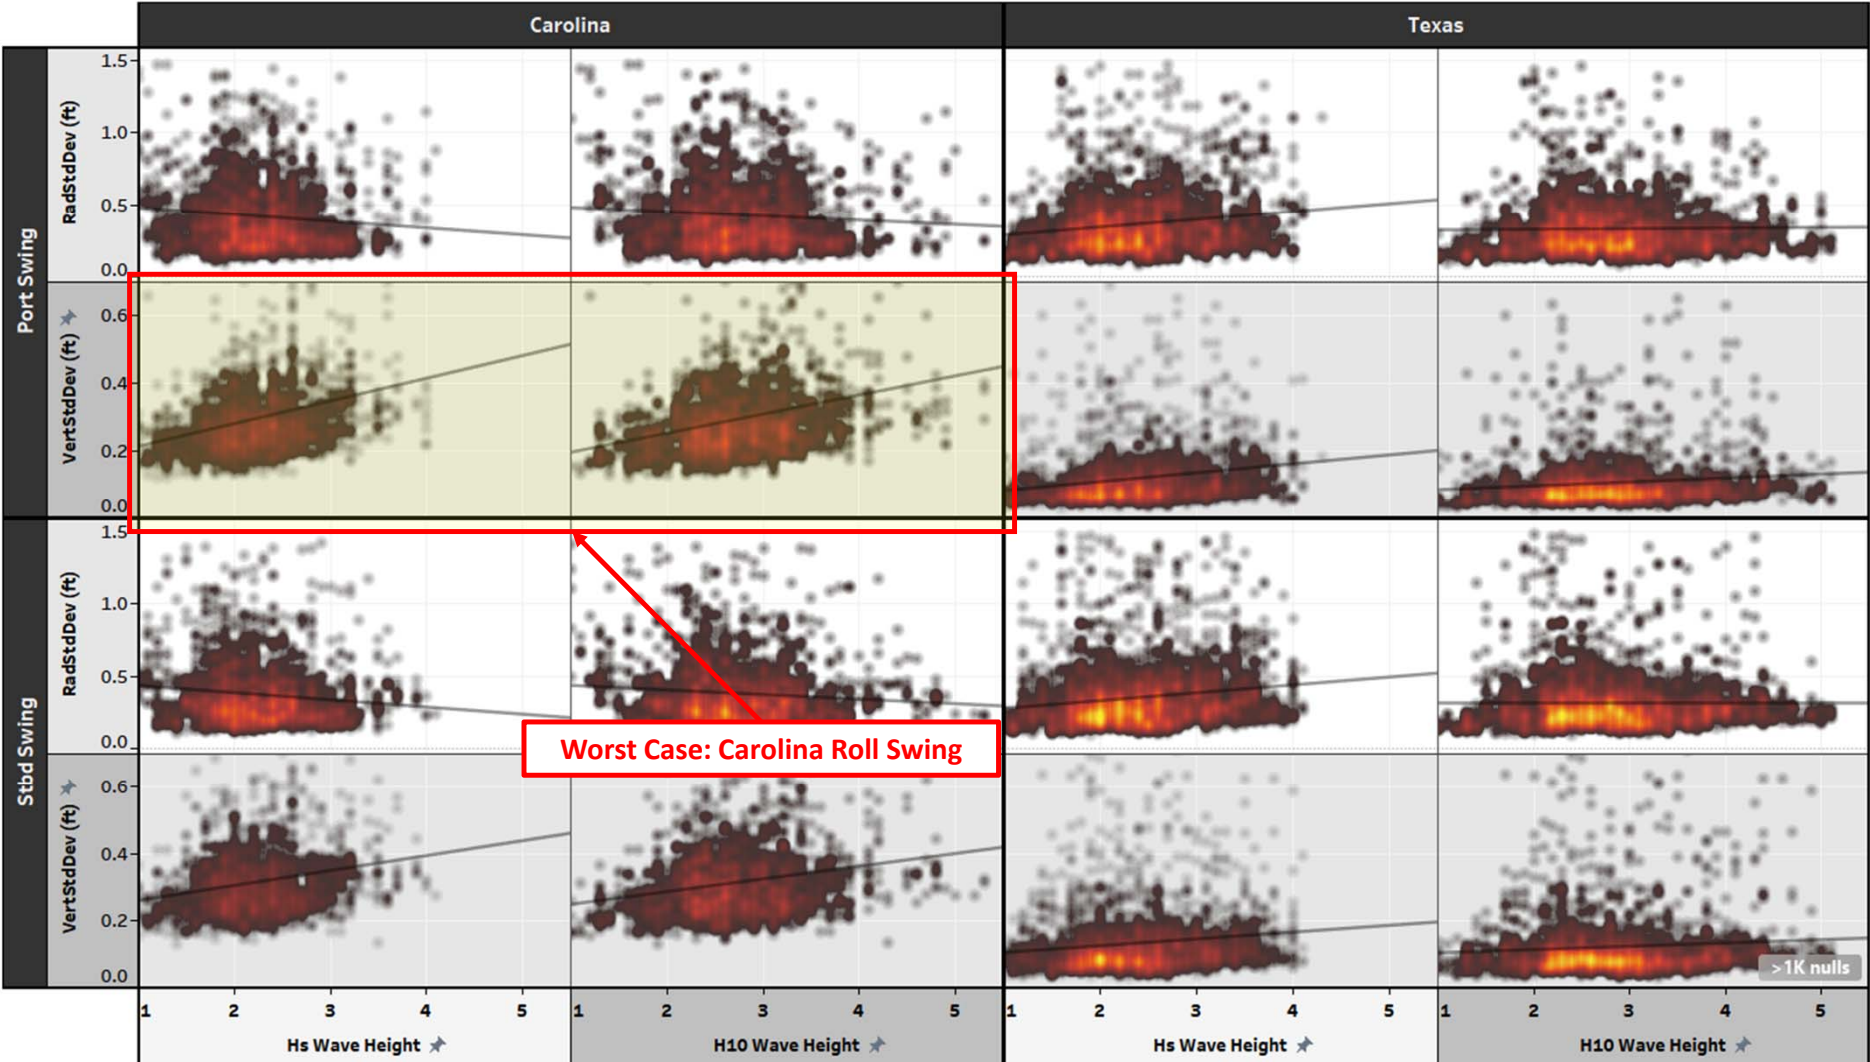 Carolina
Texas
Port Swing
RadStdDev (ft)
1.5
1.0
0.5
0.0
VertStdDev (ft)
0.6
0.4
0.2
0.0
Stbd Swing
RadStdDev (ft)
1.5
1.0
0.5
0.0
Worst Case: Carolina Roll Swing
VertStdDev (ft)
0.6
0.4
0.2
0.0
>1K nulls
1 2 3 4 5 1 2 3 4 5 1 2 3 4 5 1 2 3 4 5
Hs Wave Height H10 Wave Height Hs Wave Height H10 Wave Height